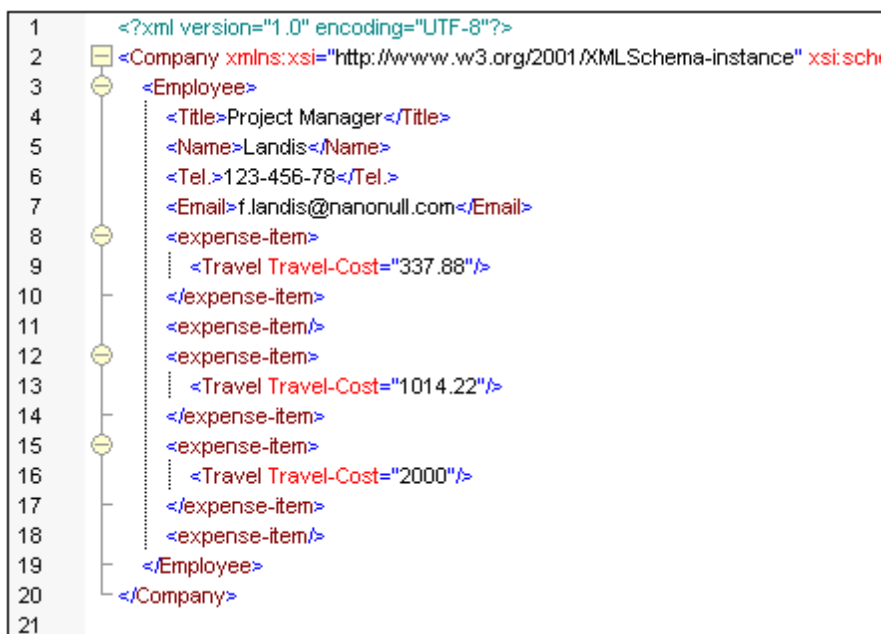 1 <?xml version="1.0" encoding="UTF-8"?>
2 <Company xmlns:xsi="http://www.w3.org/2001/XMLSchema-instance" xsi:sche
3 <Employee>
4 <Title>Project Manager</Title>
5 <Name>Landis</Name>
6 <Tel.>123-456-78</Tel.>
7 <Email>f.landis@nanonull.com</Email>
8 <expense-item>
9 <Travel Travel-Cost="337.88"/>
10 </expense-item>
11 <expense-item/>
12 <expense-item>
13 <Travel Travel-Cost="1014.22"/>
14 </expense-item>
15 <expense-item>
16 <Travel Travel-Cost="2000"/>
17 </expense-item>
18 <expense-item/>
19 </Employee>
20 </Company>
21